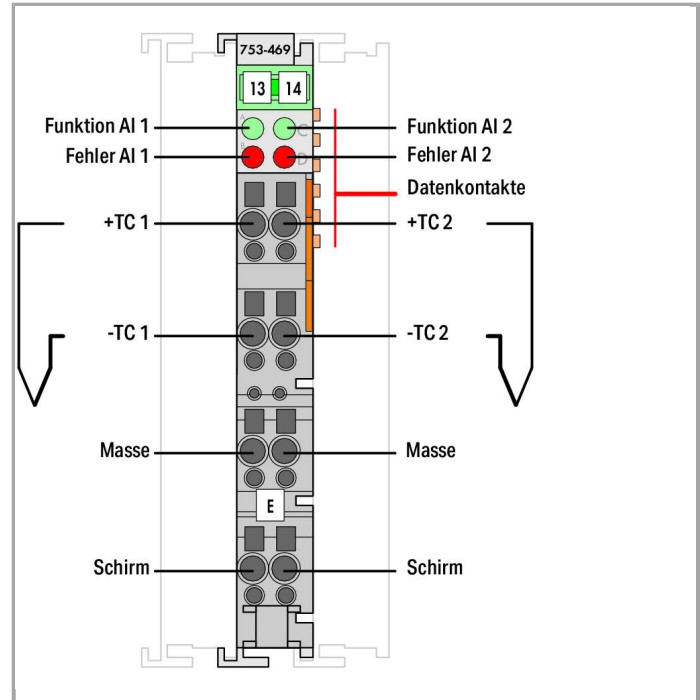 753-469
13 14
A C
Funktion AI 1 Funktion AI 2
B D
Fehler AI 1 Fehler AI 2
Datenkontakte
+TC 1 +TC 2
-TC 1 -TC 2
Masse Masse
E
Schirm Schirm